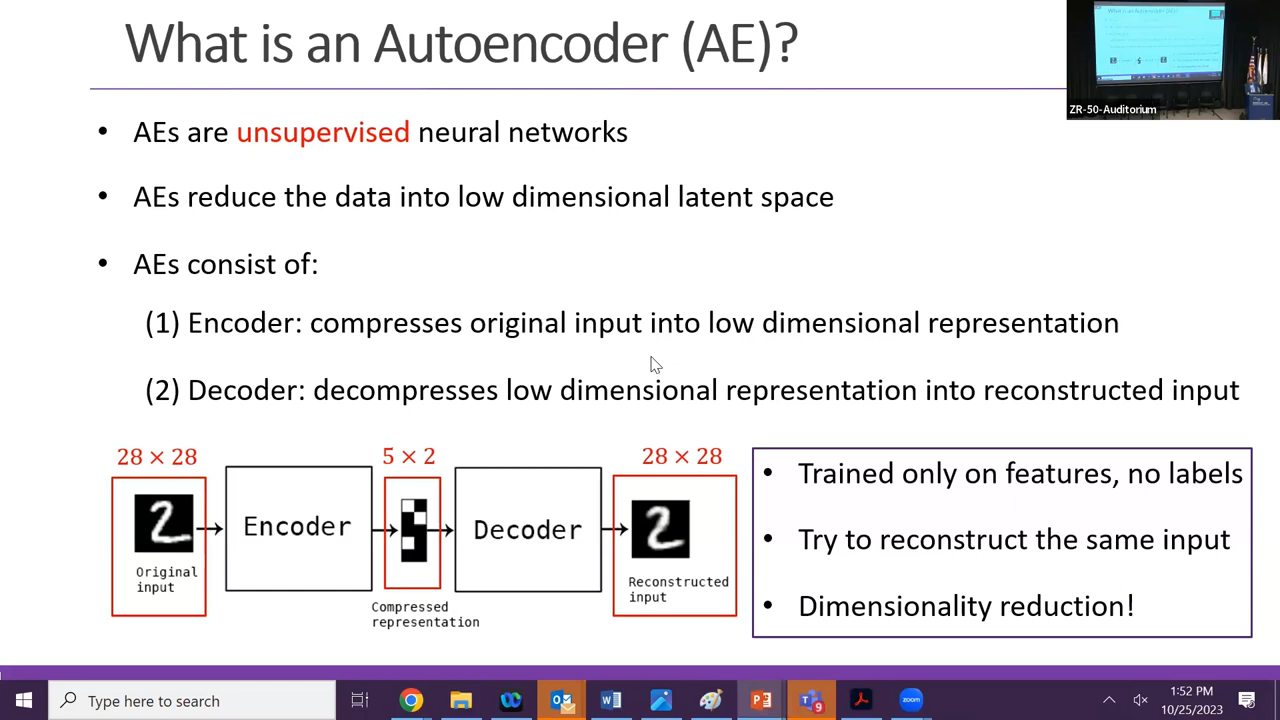 What is an Autoencoder (AE)?
ZR-50-Auditorium
• AEs are unsupervised neural networks
• AEs reduce the data into low dimensional latent space
• AEs consist of:
(1) Encoder: compresses original input into low dimensional representation
(2) Decoder: decompresses low dimensional representation into reconstructed input
28 × 28
5 × 2
28 × 28
2
Encoder
Decoder
2
Original
input
Compressed
representation
Reconstructed
input
• Trained only on features, no labels
• Try to reconstruct the same input
• Dimensionality reduction!
Type here to search
9
zoom
1:52 PM
10/25/2023